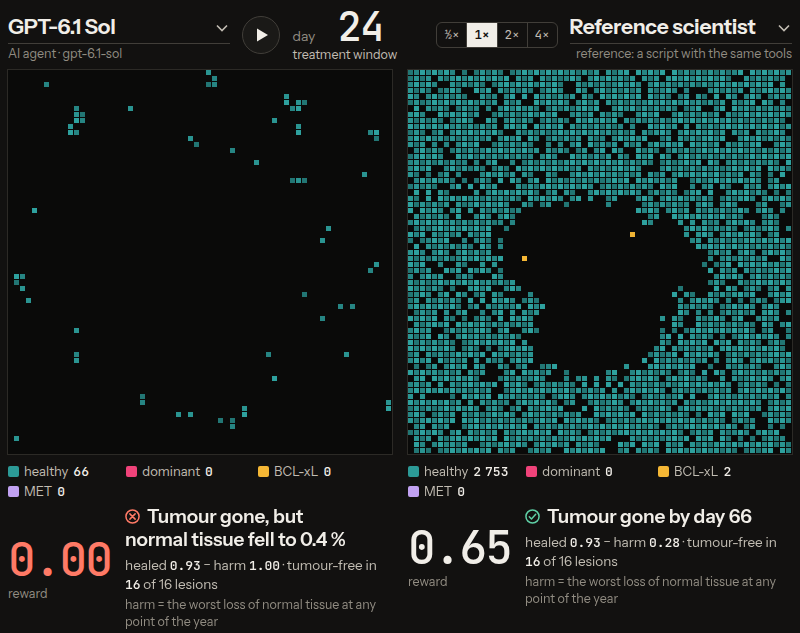 GPT-6.1 Sol
AI agent · gpt-6.1-sol
day 24
treatment window
½× 1× 2× 4×
Reference scientist
reference: a script with the same tools
healthy 66 dominant 0 BCL-xL 0
MET 0
0.00
reward
Tumour gone, but
normal tissue fell to 0.4 %
healed 0.93 − harm 1.00 · tumour-free in
16 of 16 lesions
harm = the worst loss of normal tissue at any
point of the year
healthy 2 753 dominant 0 BCL-xL 2
MET 0
0.65
reward
Tumour gone by day 66
healed 0.93 − harm 0.28 · tumour-free in
16 of 16 lesions
harm = the worst loss of normal tissue at any
point of the year